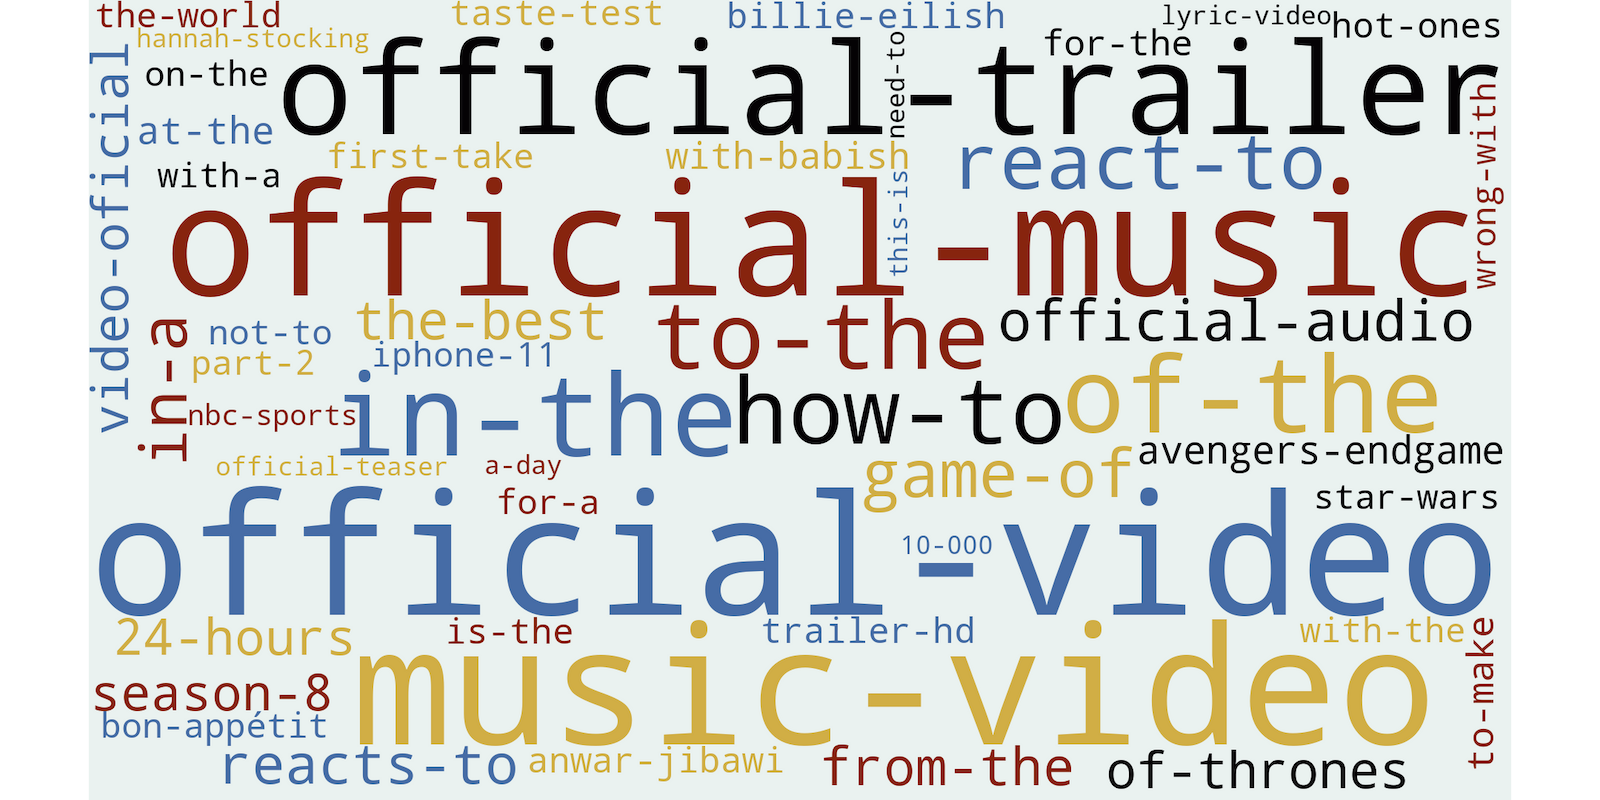 the-world
taste-test
billie-eilish
lyric-video
hot-ones
hannah-stocking
on-the
official-trailer
for-the
need-to
video-oficial
at-the
with-a
first-take
with-babish
react-to
wrong-with
official-music
this-is
the-best
to-the
official-audio
in-a
not-to
part-2
iphone-11
nbc-sports
in-the
how-to
of-the
official-teaser
a-day
game-of
avengers-endgame
for-a
star-wars
official-video
10-000
24-hours
is-the
trailer-hd
with-the
to-make
season-8
music-video
bon-appétit
reacts-to
anwar-jibawi
from-the
of-thrones